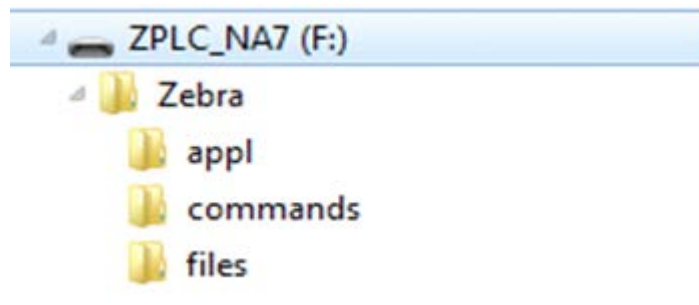 ZPLC_NA7 (F:)
Zebra
appl
commands
files